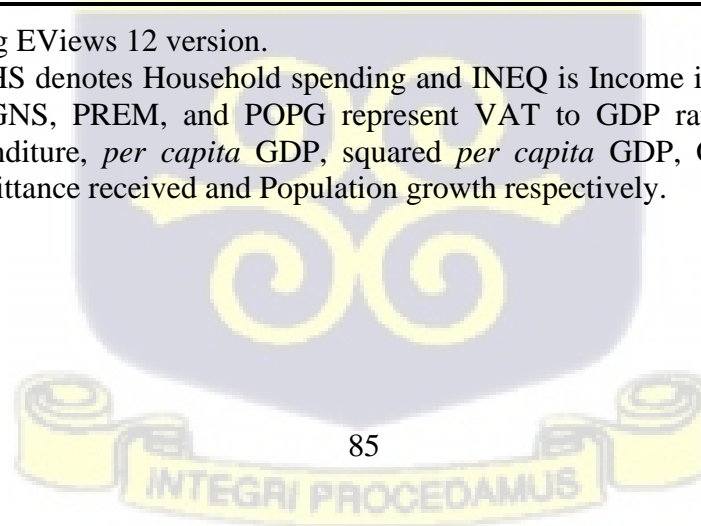 g EViews 12 version.
HS denotes Household spending and INEQ is Income i
GNS, PREM, and POPG represent VAT to GDP ra
nditure, per capita GDP, squared per capita GDP,
ittance received and Population growth respectively.
85
INTEGRI PROCEDAMUS